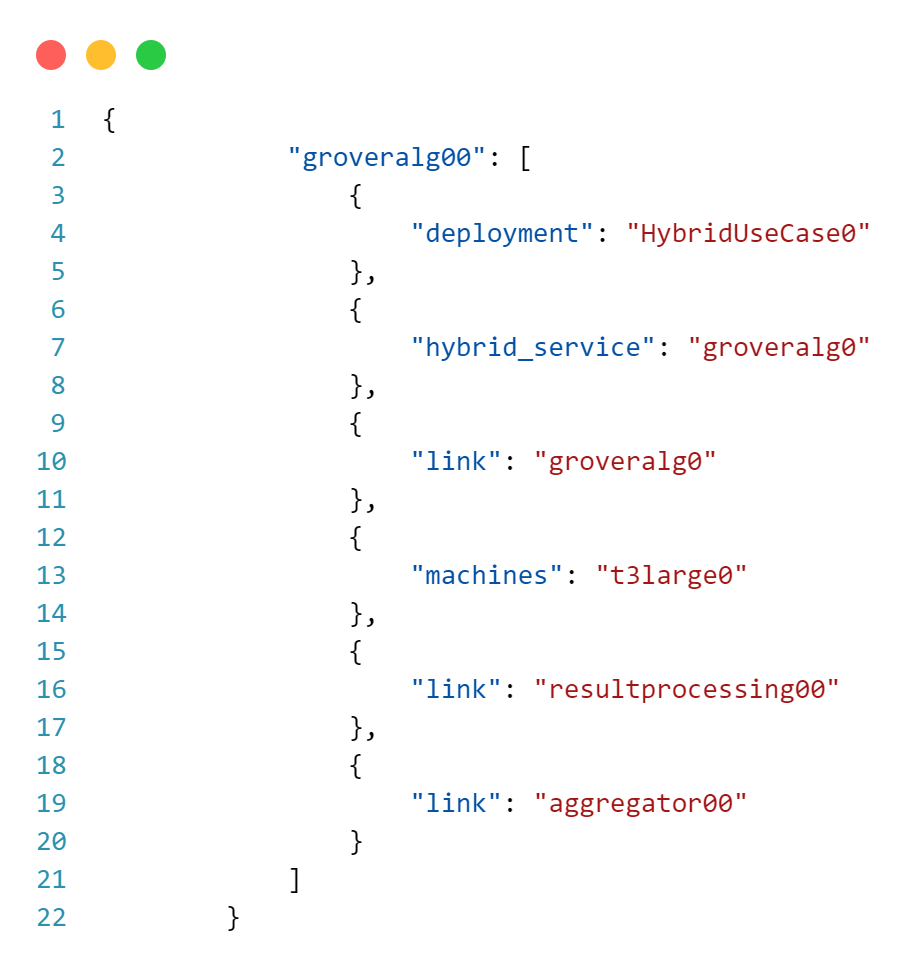 1 {
2 "groveralg00": [
3 {
4 "deployment": "HybridUseCase0"
5 },
6 {
7 "hybrid_service": "groveralg0"
8 },
9 {
10 "link": "groveralg0"
11 },
12 {
13 "machines": "t3large0"
14 },
15 {
16 "link": "resultprocessing00"
17 },
18 {
19 "link": "aggregator00"
20 }
21 ]
22 }